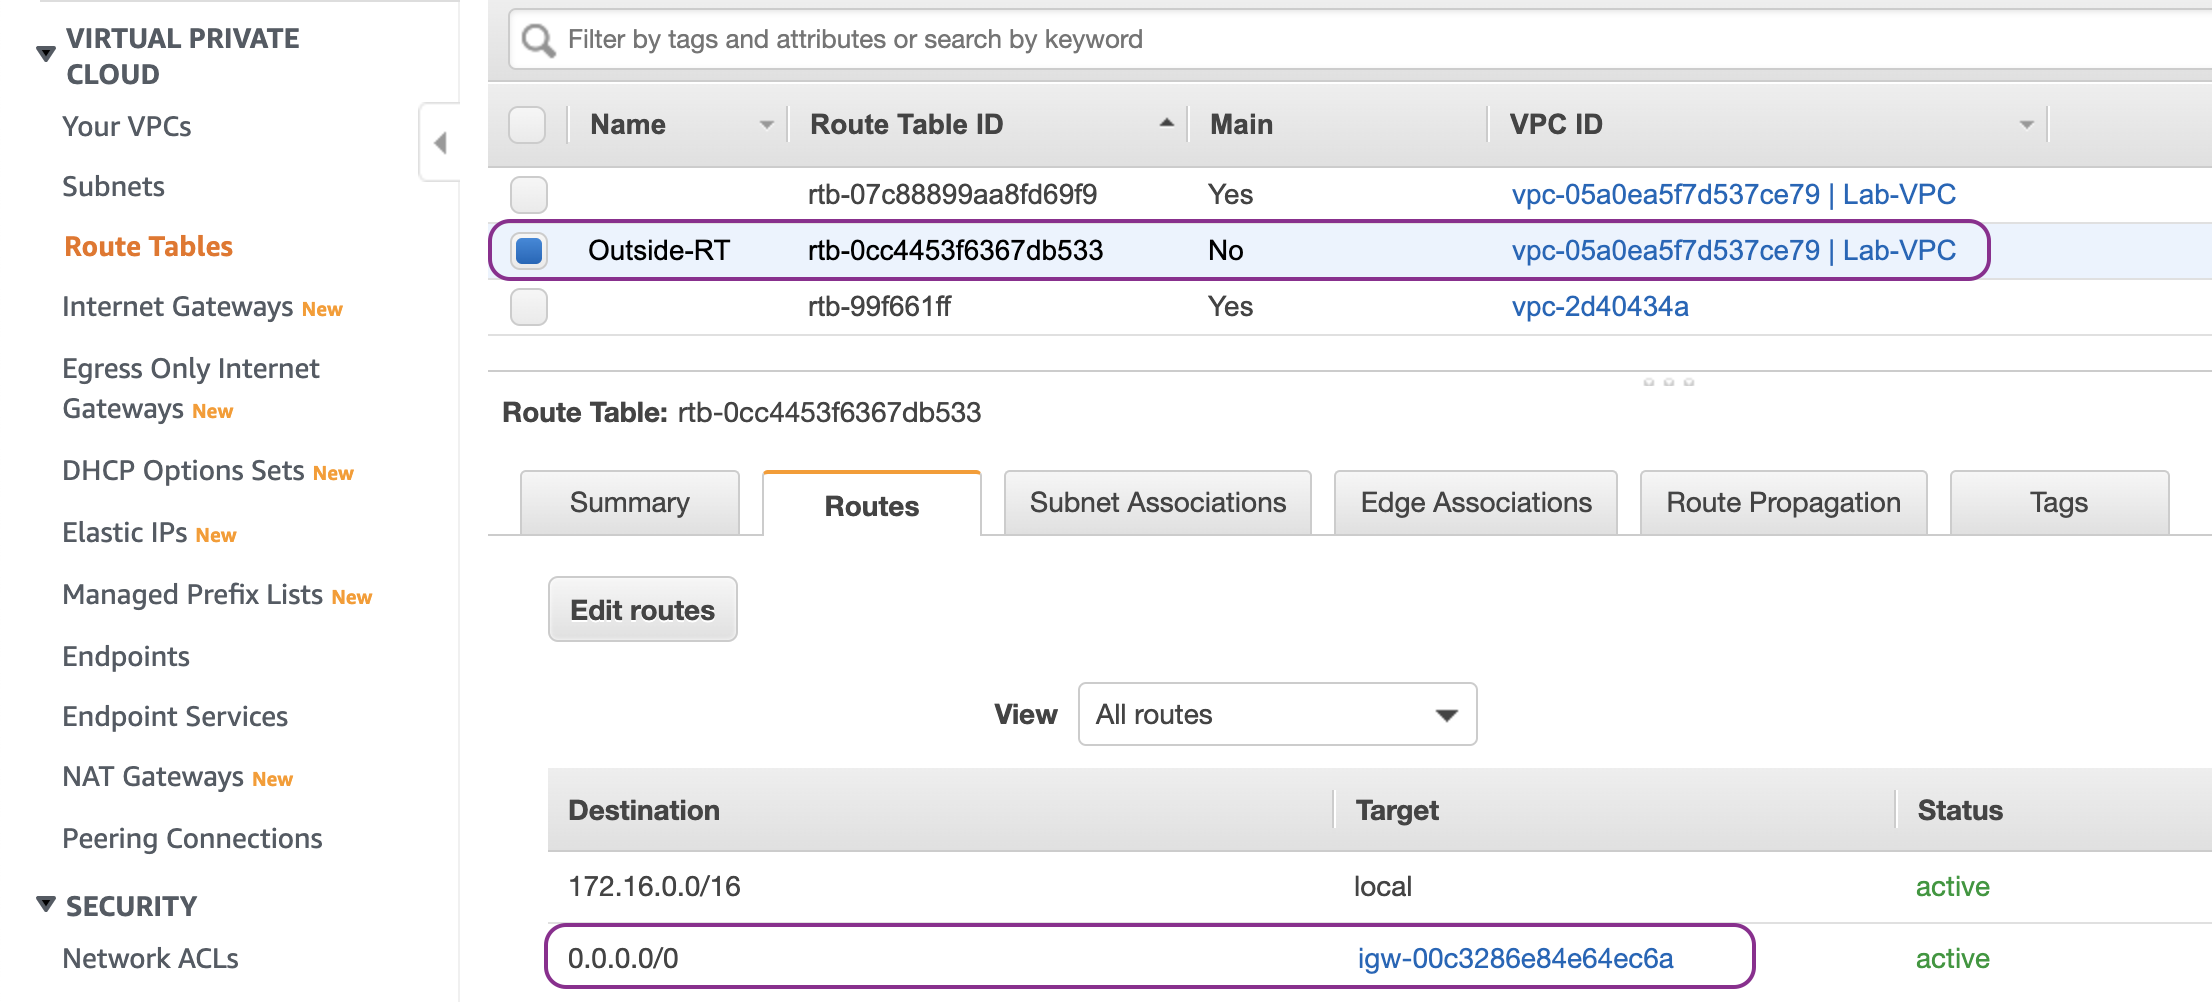 VIRTUAL PRIVATE
CLOUD
Your VPCs
Subnets
Route Tables
Internet Gateways New
Egress Only Internet
Gateways New
DHCP Options Sets New
Elastic IPs New
Managed Prefix Lists New
Endpoints
Endpoint Services
NAT Gateways New
Peering Connections
SECURITY
Network ACLs
Filter by tags and attributes or search by keyword
Name Route Table ID Main VPC ID
rtb-07c88899aa8fd69f9 Yes vpc-05a0ea5f7d537ce79 | Lab-VPC
Outside-RT rtb-0cc4453f6367db533 No vpc-05a0ea5f7d537ce79 | Lab-VPC
rtb-99f661ff Yes vpc-2d40434a
Route Table: rtb-0cc4453f6367db533
Summary Routes Subnet Associations Edge Associations Route Propagation Tags
Edit routes
View All routes
Destination Target Status
172.16.0.0/16 local active
0.0.0.0/0 igw-00c3286e84e64ec6a active